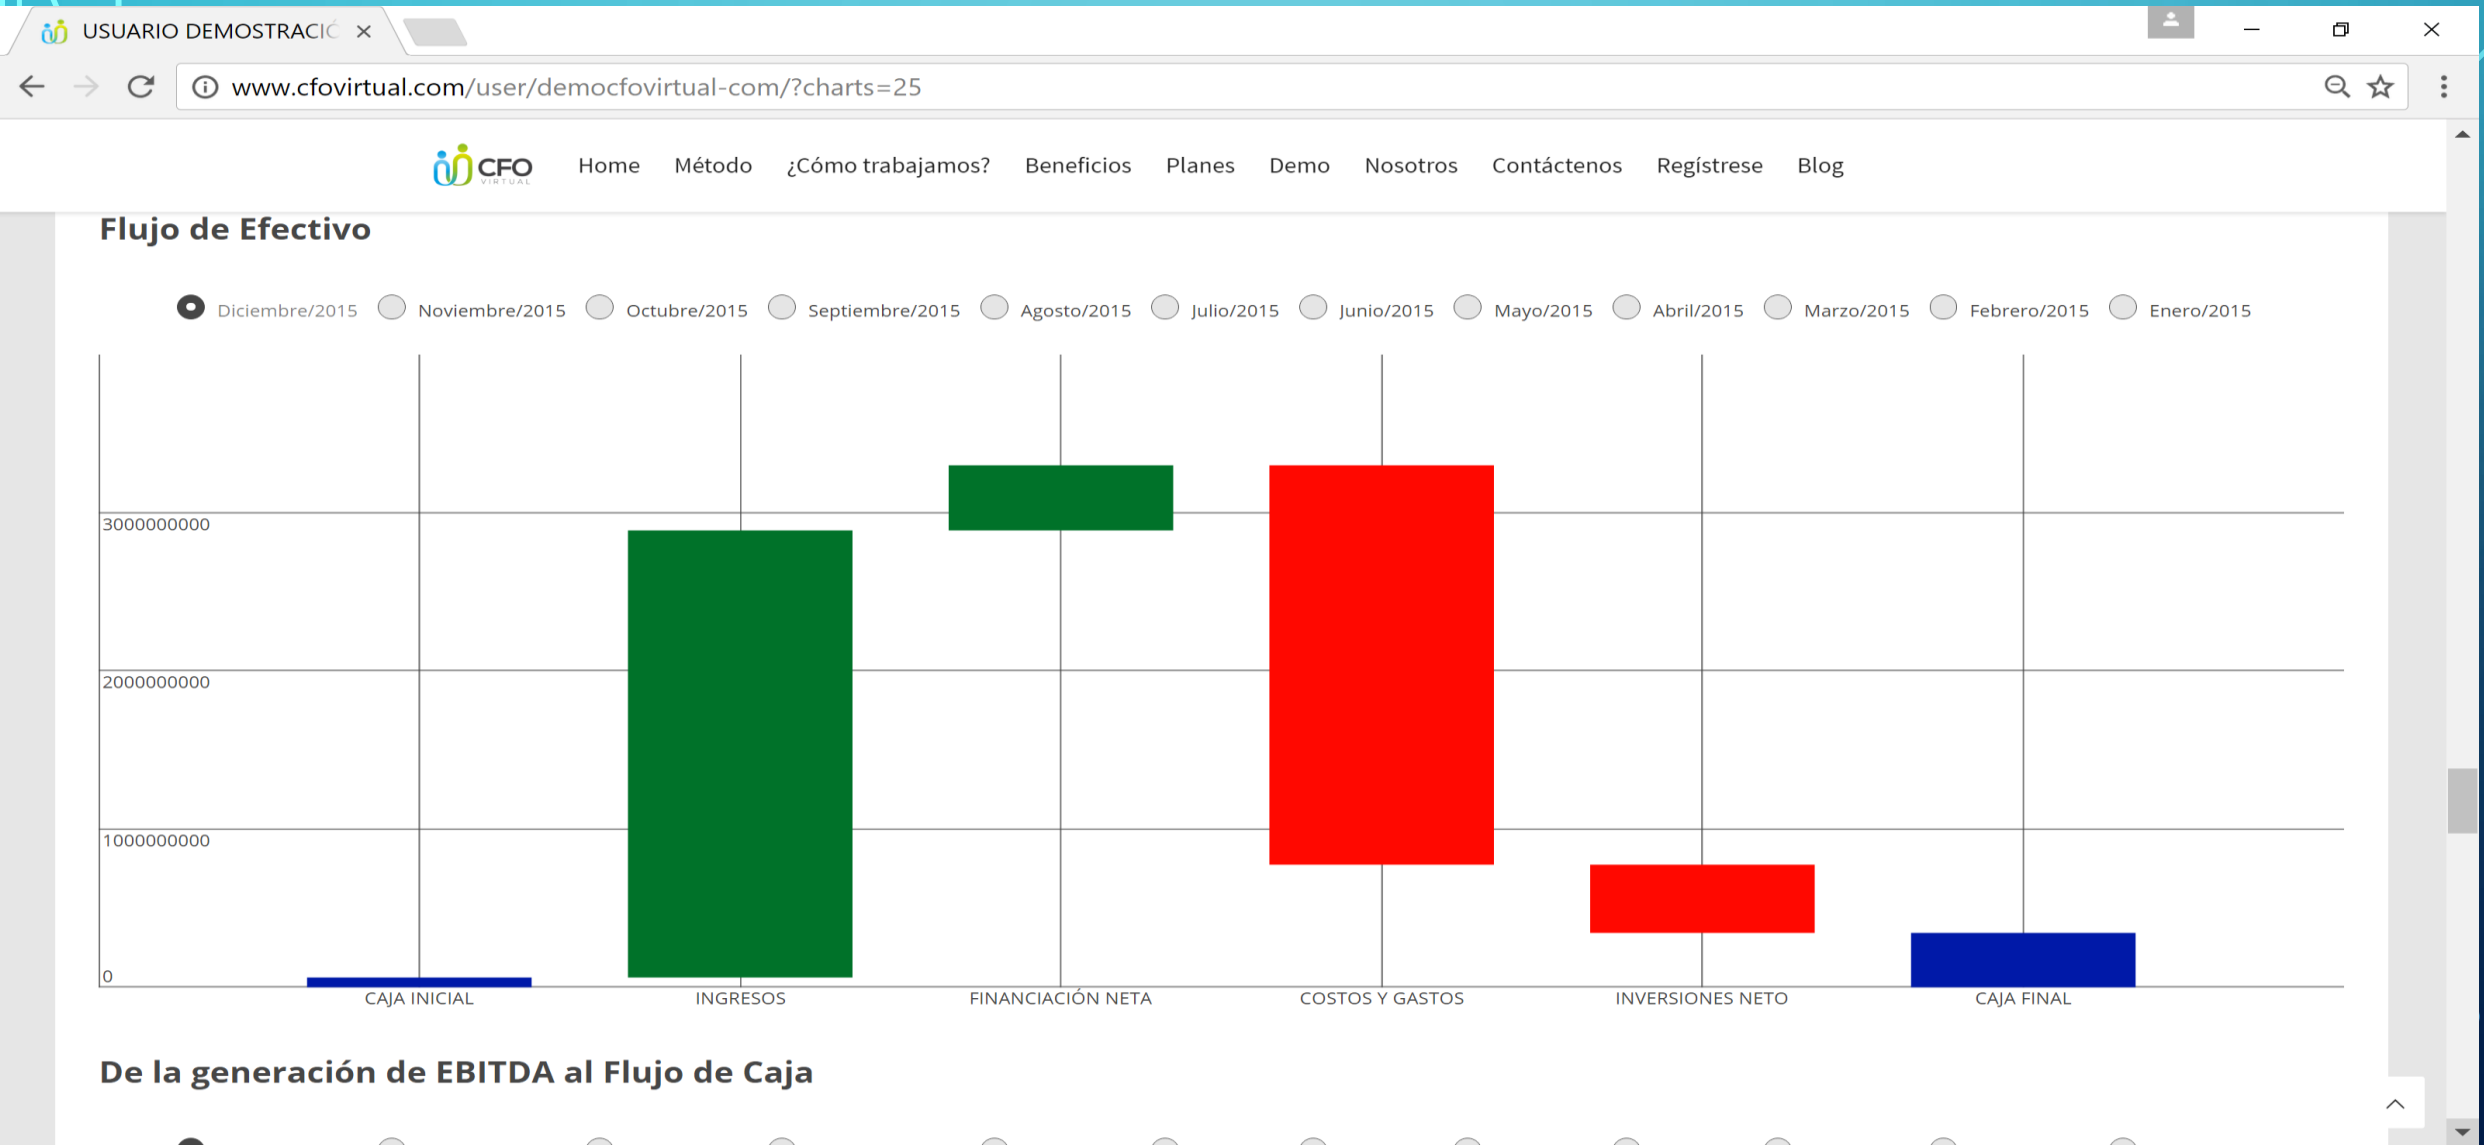 USUARIO DEMOSTRACIÓ
www.cfovirtual.com/user/democfovirtual-com/?charts=25
CFO
VIRTUAL
Home Método ¿Cómo trabajamos? Beneficios Planes Demo Nosotros Contáctenos Regístrese Blog
Flujo de Efectivo
Diciembre/2015 Noviembre/2015 Octubre/2015 Septiembre/2015 Agosto/2015 Julio/2015 Junio/2015 Mayo/2015 Abril/2015 Marzo/2015 Febrero/2015 Enero/2015
3000000000
2000000000
1000000000
0
CAJA INICIAL INGRESOS FINANCIACIÓN NETA COSTOS Y GASTOS INVERSIONES NETO CAJA FINAL
De la generación de EBITDA al Flujo de Caja